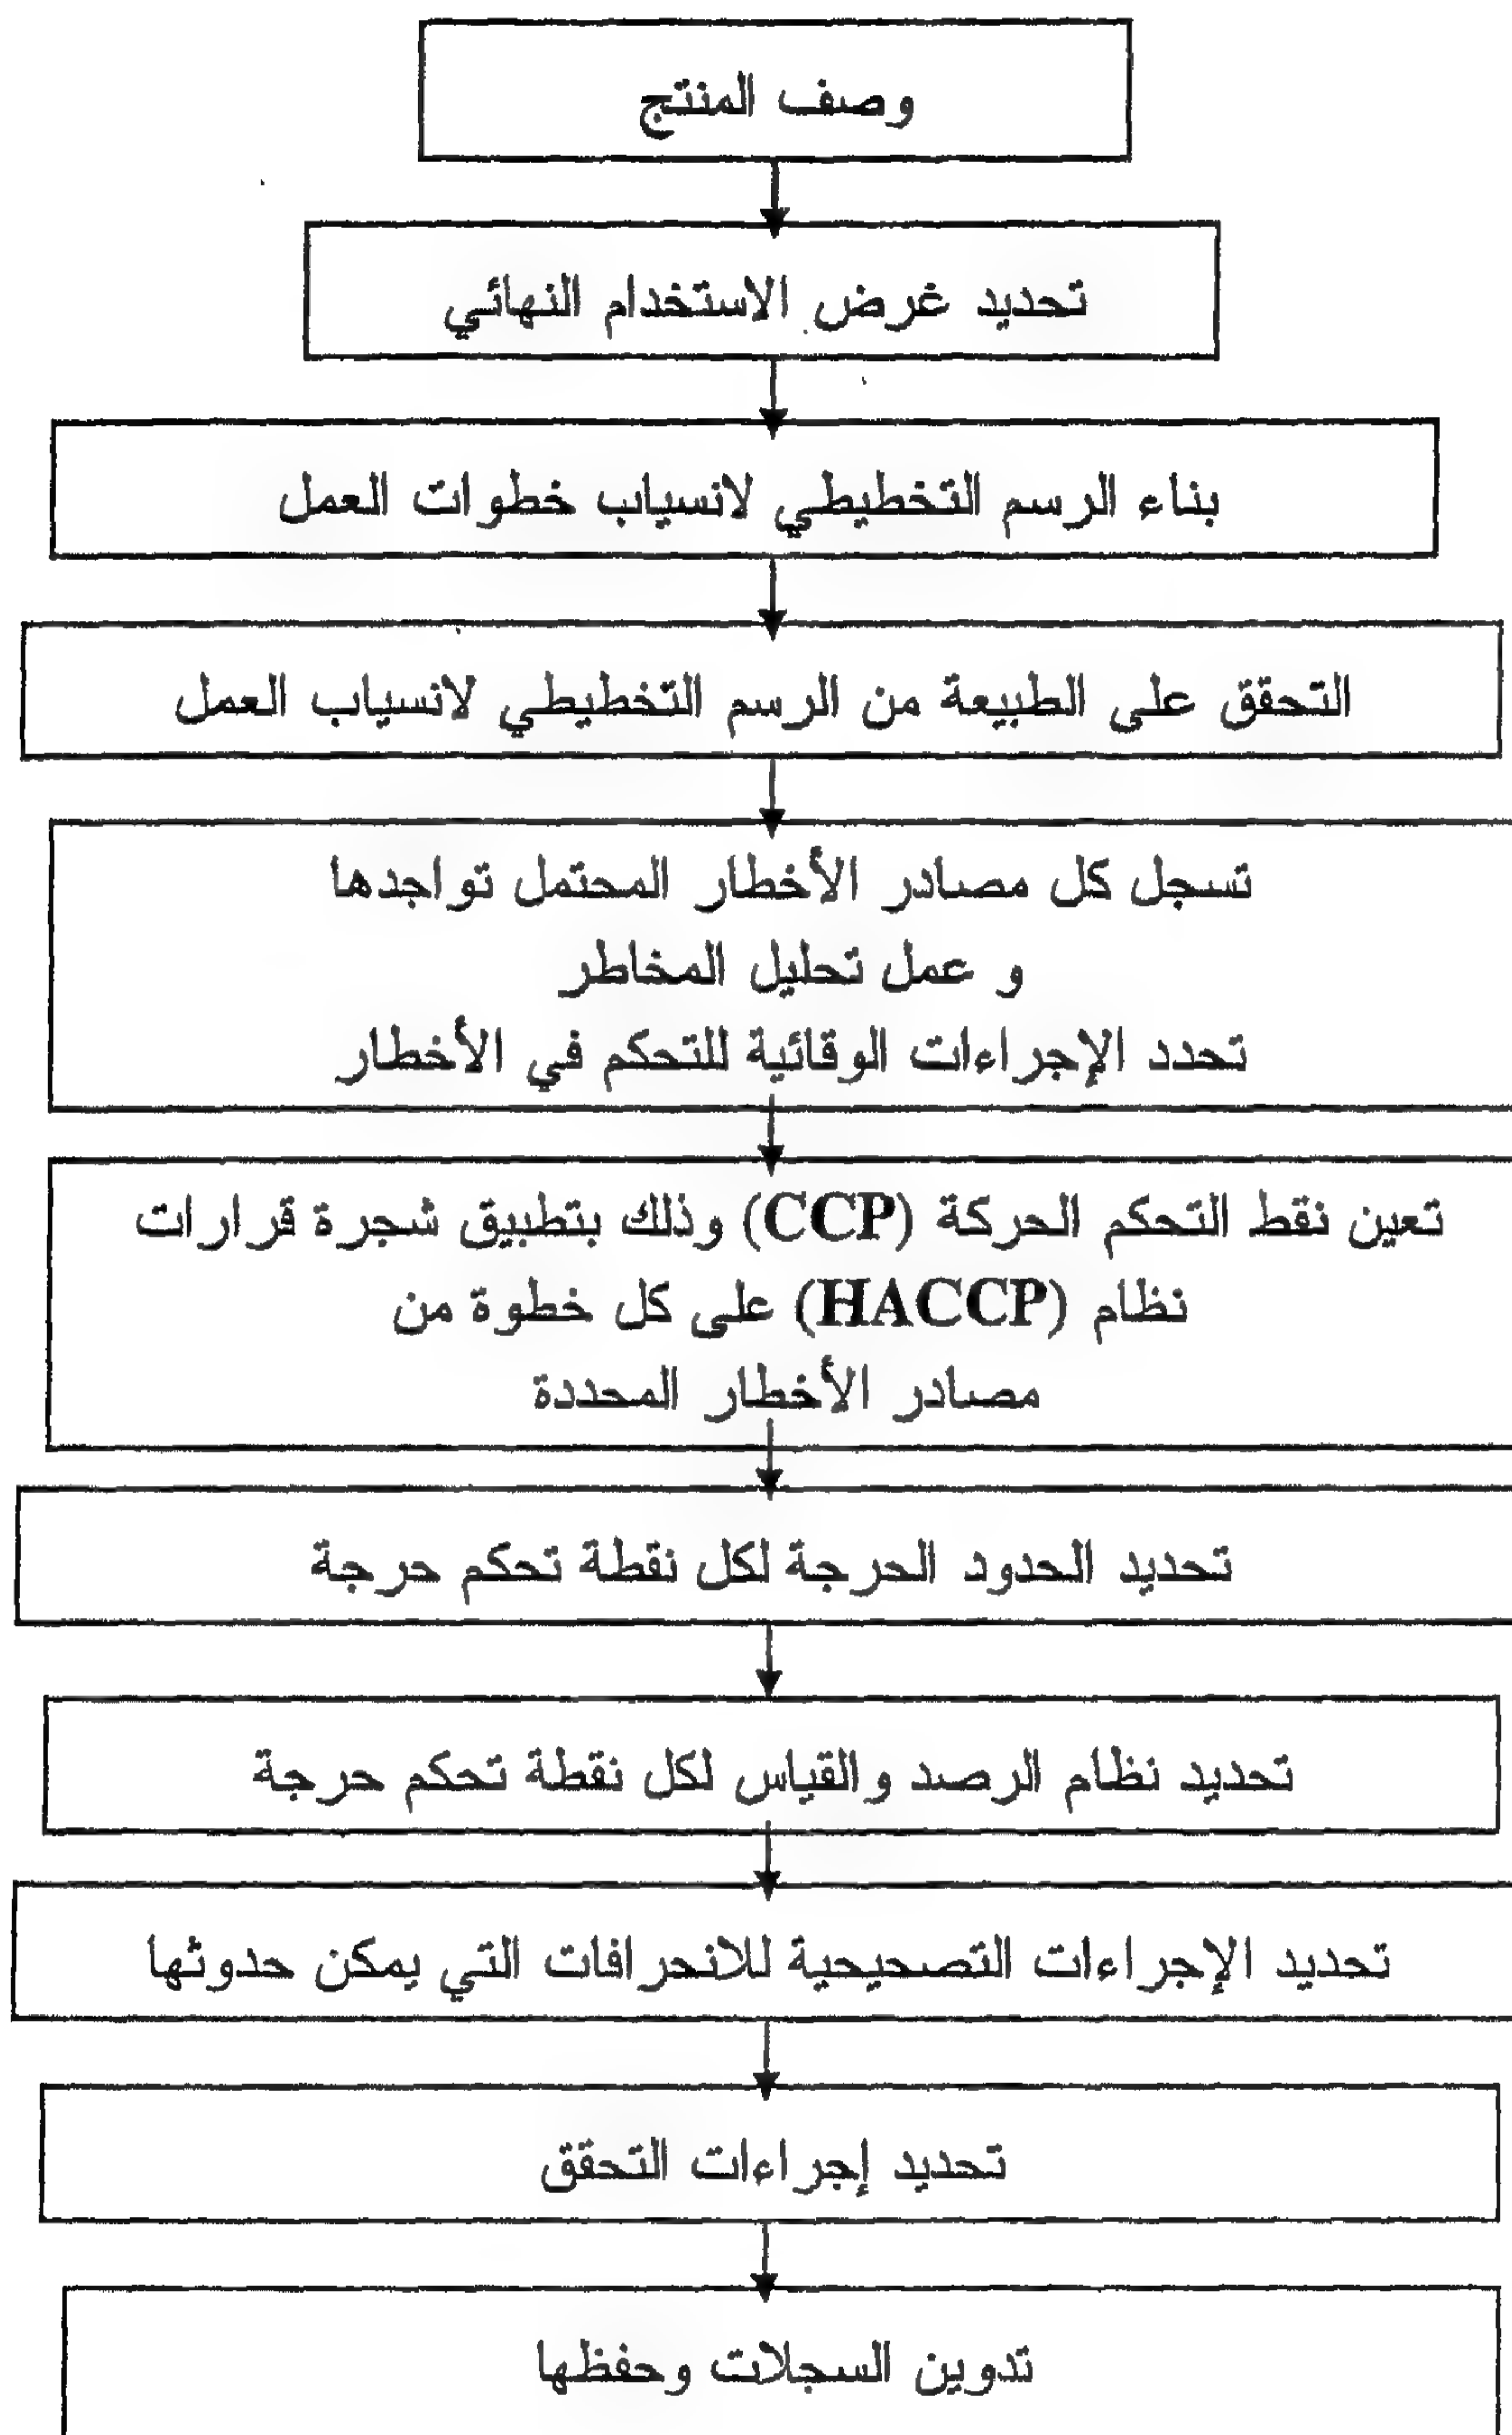 وصف المنتج
تحديد غرض الاستخدام النهائي
بناء الرسم التخطيطي لانسياب خطوات العمل
التحقق على الطبيعة من الرسم التخطيطي لانسياب العمل
تسجل كل مصادر الأخطار المحتمل تواجدها
و عمل تحليل المخاطر
تحدد الإجراءات الوقائية للتحكم في الأخطار
تعين نقط التحكم الحركة (CCP) وذلك بتطبيق شجرة قرارات
نظام (HACCP) على كل خطوة من
مصادر الأخطار المحددة
تحديد الحدود الحرجة لكل نقطة تحكم حرجة
تحديد نظام الرصد والقياس لكل نقطة تحكم حرجة
تحديد الإجراءات التصحيحية للانحرافات التي يمكن حدوثها
تحديد إجراءات التحقق
تدوين السجلات وحفظها